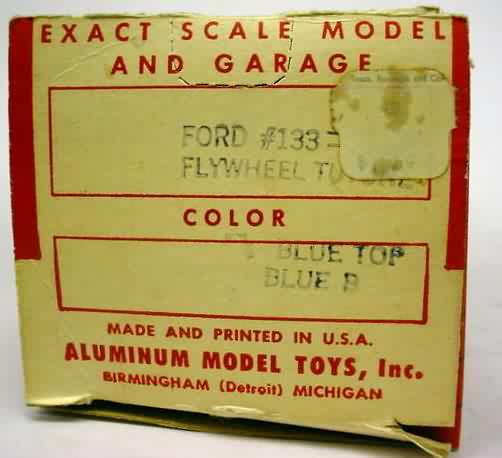 EXACT SCALE MODEL
AND GARAGE
FORD #133-
FLYWHEEL
COLOR
BLUE TOP
BLUE B
MADE AND PRINTED IN U.S.A.
ALUMINUM MODEL TOYS, Inc.
BIRMINGHAM (Detroit) MICHIGAN